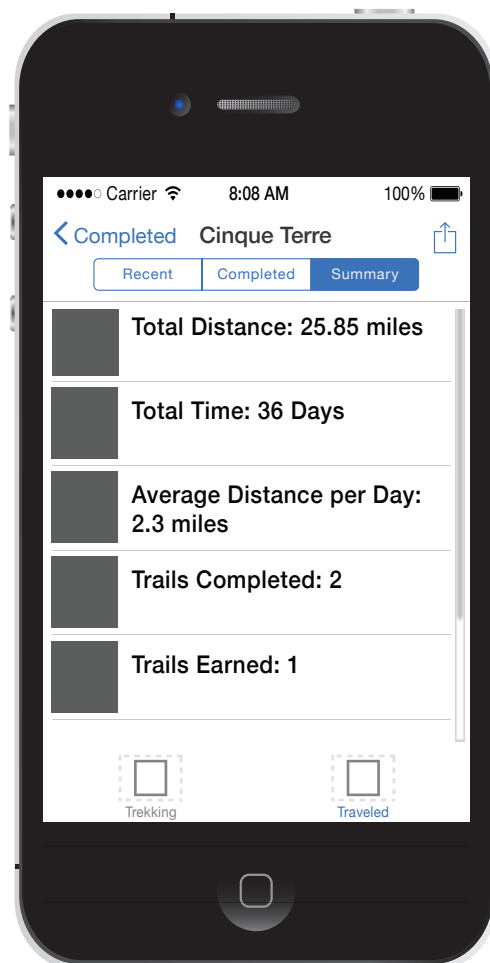 Carrier 8:08 AM 100%
Completed Cinque Terre
Recent Completed Summary
Total Distance: 25.85 miles
Total Time: 36 Days
Average Distance per Day:
2.3 miles
Trails Completed: 2
Trails Earned: 1
Trekking Traveled